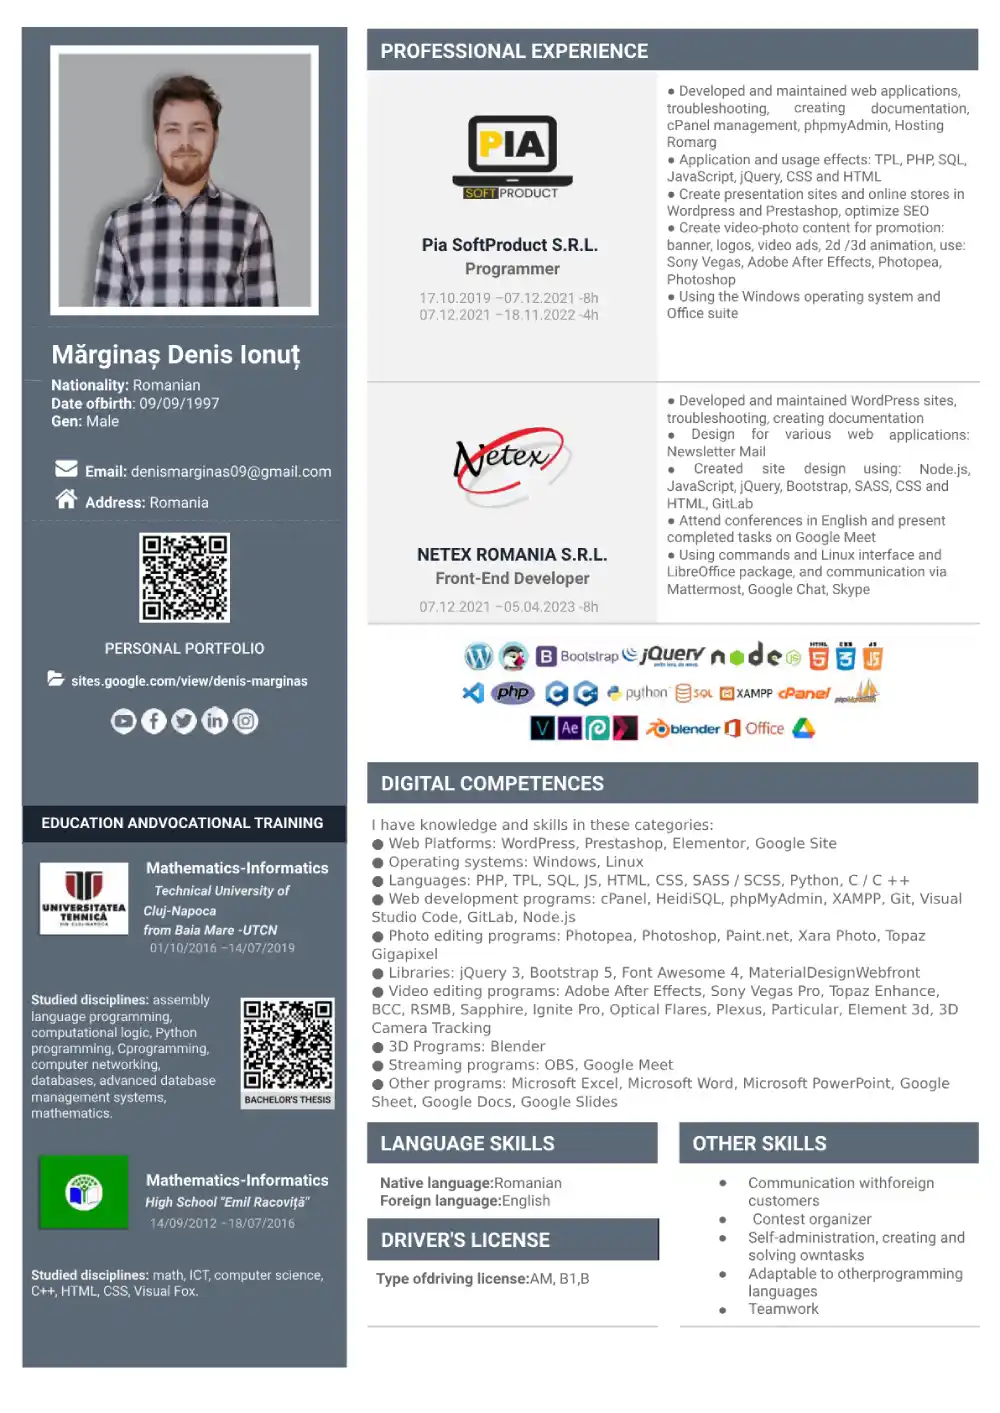 Mărginaș Denis Ionuț
Nationality: Romanian
Date ofbirth: 09/09/1997
Gen: Male
Email: denismarginas09@gmail.com
Address: Romania
PERSONAL PORTFOLIO
sites.google.com/view/denis-marginas
EDUCATION ANDVOCATIONAL TRAINING
UNIVERSITATEA
TEHNICĂ
DIN CLUJ-NAPOCA
Mathematics-Informatics
Technical University of
Cluj-Napoca
from Baia Mare -UTCN
01/10/2016 –14/07/2019
Studied disciplines: assembly
language programming,
computational logic, Python
programming, Cprogramming,
computer networking,
databases, advanced database
management systems,
mathematics.
BACHELOR'S THESIS
Mathematics-Informatics
High School "Emil Racoviță"
14/09/2012 –18/07/2016
Studied disciplines: math, ICT, computer science,
C++, HTML, CSS, Visual Fox.
PROFESSIONAL EXPERIENCE
PIA
SOFT PRODUCT
Pia SoftProduct S.R.L.
Programmer
17.10.2019 –07.12.2021 -8h
07.12.2021 –18.11.2022 -4h
● Developed and maintained web applications,
troubleshooting, creating documentation,
cPanel management, phpmyAdmin, Hosting
Romarg
● Application and usage effects: TPL, PHP, SQL,
JavaScript, jQuery, CSS and HTML
● Create presentation sites and online stores in
Wordpress and Prestashop, optimize SEO
● Create video-photo content for promotion:
banner, logos, video ads, 2d /3d animation, use:
Sony Vegas, Adobe After Effects, Photopea,
Photoshop
● Using the Windows operating system and
Office suite
Netex
NETEX ROMANIA S.R.L.
Front-End Developer
07.12.2021 –05.04.2023 -8h
● Developed and maintained WordPress sites,
troubleshooting, creating documentation
● Design for various web applications:
Newsletter Mail
● Created site design using: Node.js,
JavaScript, jQuery, Bootstrap, SASS, CSS and
HTML, GitLab
● Attend conferences in English and present
completed tasks on Google Meet
● Using commands and Linux interface and
LibreOffice package, and communication via
Mattermost, Google Chat, Skype
B Bootstrap jQuery node HTML 5 CSS 3 JS
php C C++ python SQL XAMPP cPanel
V Ae blender Office
DIGITAL COMPETENCES
I have knowledge and skills in these categories:
● Web Platforms: WordPress, Prestashop, Elementor, Google Site
● Operating systems: Windows, Linux
● Languages: PHP, TPL, SQL, JS, HTML, CSS, SASS / SCSS, Python, C / C ++
● Web development programs: cPanel, HeidiSQL, phpMyAdmin, XAMPP, Git, Visual
Studio Code, GitLab, Node.js
● Photo editing programs: Photopea, Photoshop, Paint.net, Xara Photo, Topaz
Gigapixel
● Libraries: jQuery 3, Bootstrap 5, Font Awesome 4, MaterialDesignWebfront
● Video editing programs: Adobe After Effects, Sony Vegas Pro, Topaz Enhance,
BCC, RSMB, Sapphire, Ignite Pro, Optical Flares, Plexus, Particular, Element 3d, 3D
Camera Tracking
● 3D Programs: Blender
● Streaming programs: OBS, Google Meet
● Other programs: Microsoft Excel, Microsoft Word, Microsoft PowerPoint, Google
Sheet, Google Docs, Google Slides
LANGUAGE SKILLS
Native language:Romanian
Foreign language:English
DRIVER'S LICENSE
Type ofdriving license:AM, B1,B
OTHER SKILLS
● Communication withforeign
customers
● Contest organizer
● Self-administration, creating and
solving owntasks
● Adaptable to otherprogramming
languages
● Teamwork